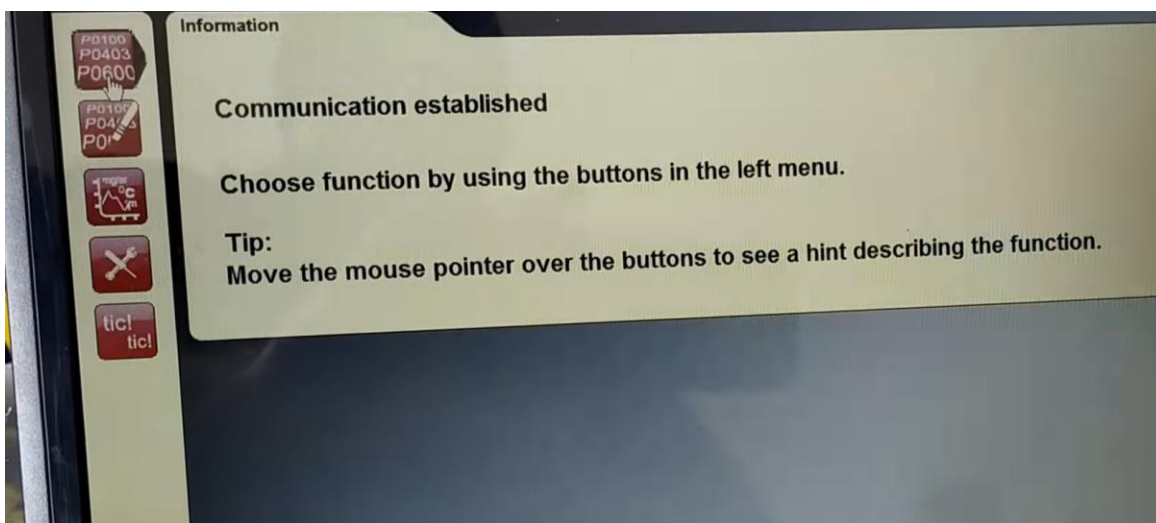 Information
P0100
P0403
P0600
Communication established
P0100
Choose function by using the buttons in the left menu.
°C
Tip:
Move the mouse pointer over the buttons to see a hint describing the function.
tic!
tic!